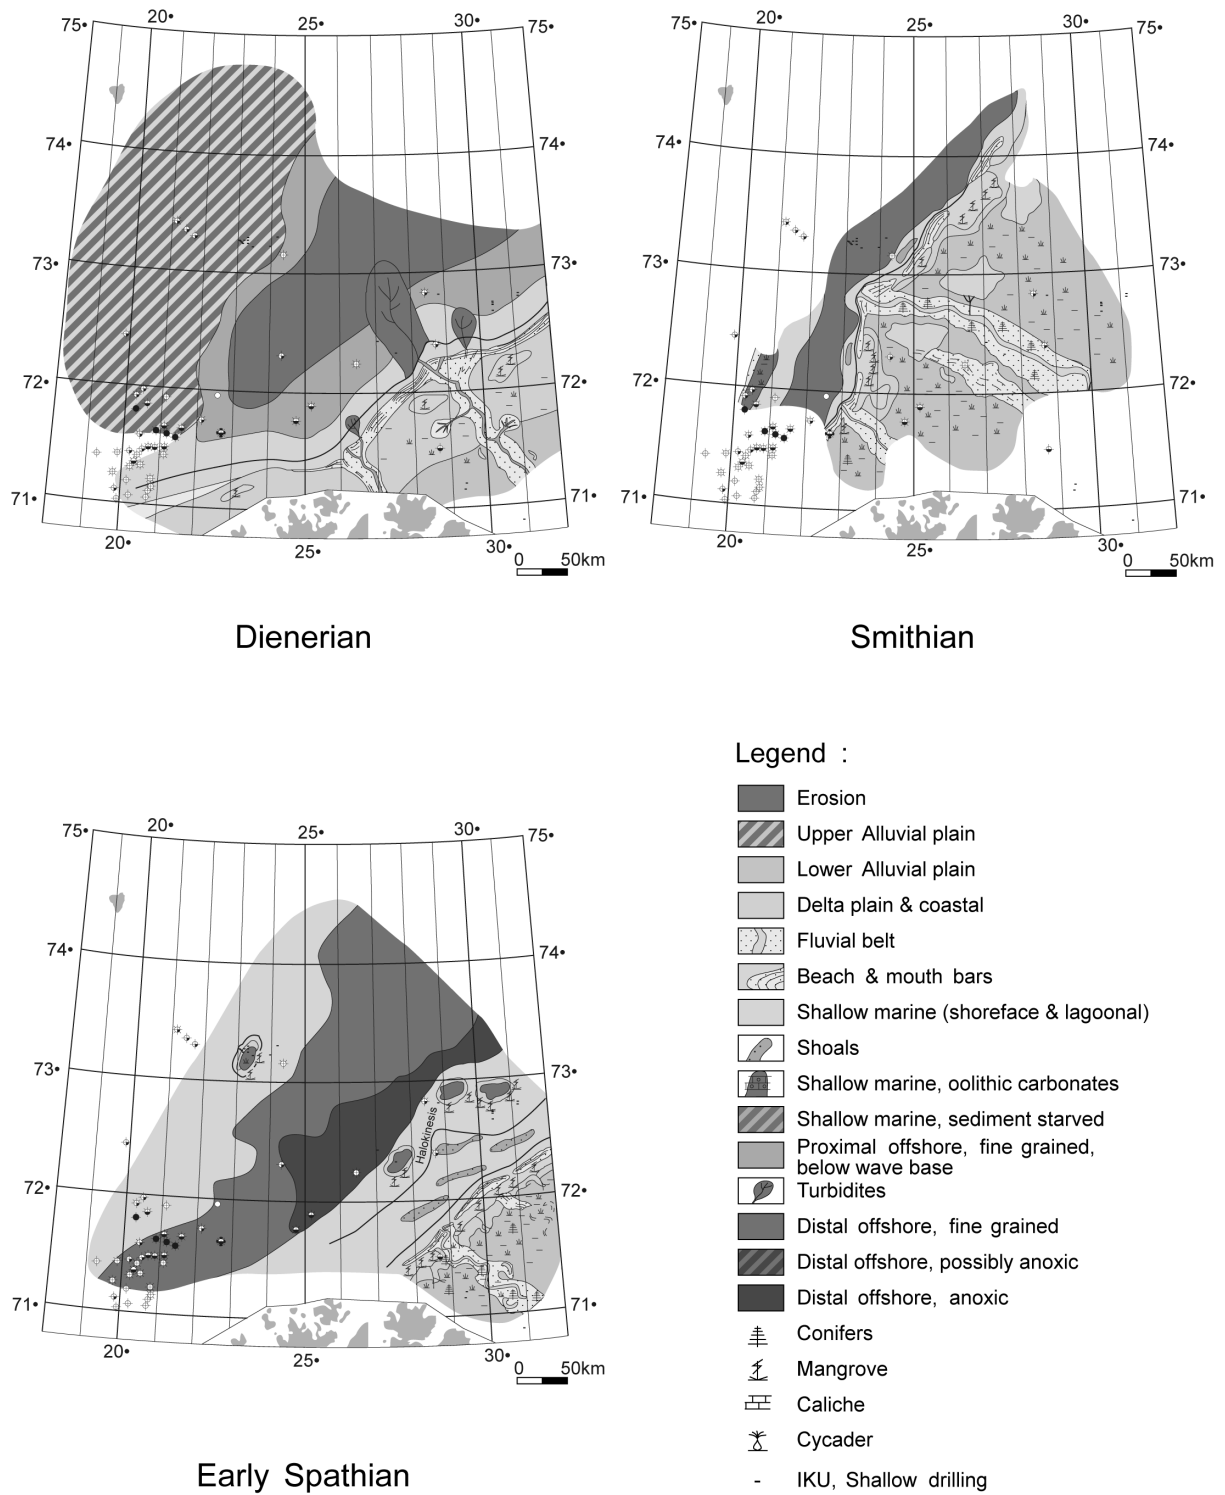 75• 20• 25• 30• 75•
74• 74•
73• 73•
72• 72•
71• 71•
20• 25• 30•
0 50km
Dienerian
75• 20• 25• 30• 75•
74• 74•
73• 73•
72• 72•
71• 71•
20• 25• 30•
0 50km
Smithian
75• 20• 25• 30• 75•
74• 74•
73• 73•
Halokinesis
72• 72•
71• 71•
20• 25• 30•
0 50km
Early Spathian
Legend :
Erosion
Upper Alluvial plain
Lower Alluvial plain
Delta plain & coastal
Fluvial belt
Beach & mouth bars
Shallow marine (shoreface & lagoonal)
Shoals
Shallow marine, oolithic carbonates
Shallow marine, sediment starved
Proximal offshore, fine grained,
below wave base
Turbidites
Distal offshore, fine grained
Distal offshore, possibly anoxic
Distal offshore, anoxic
Conifers
Mangrove
Caliche
Cycader
- IKU, Shallow drilling